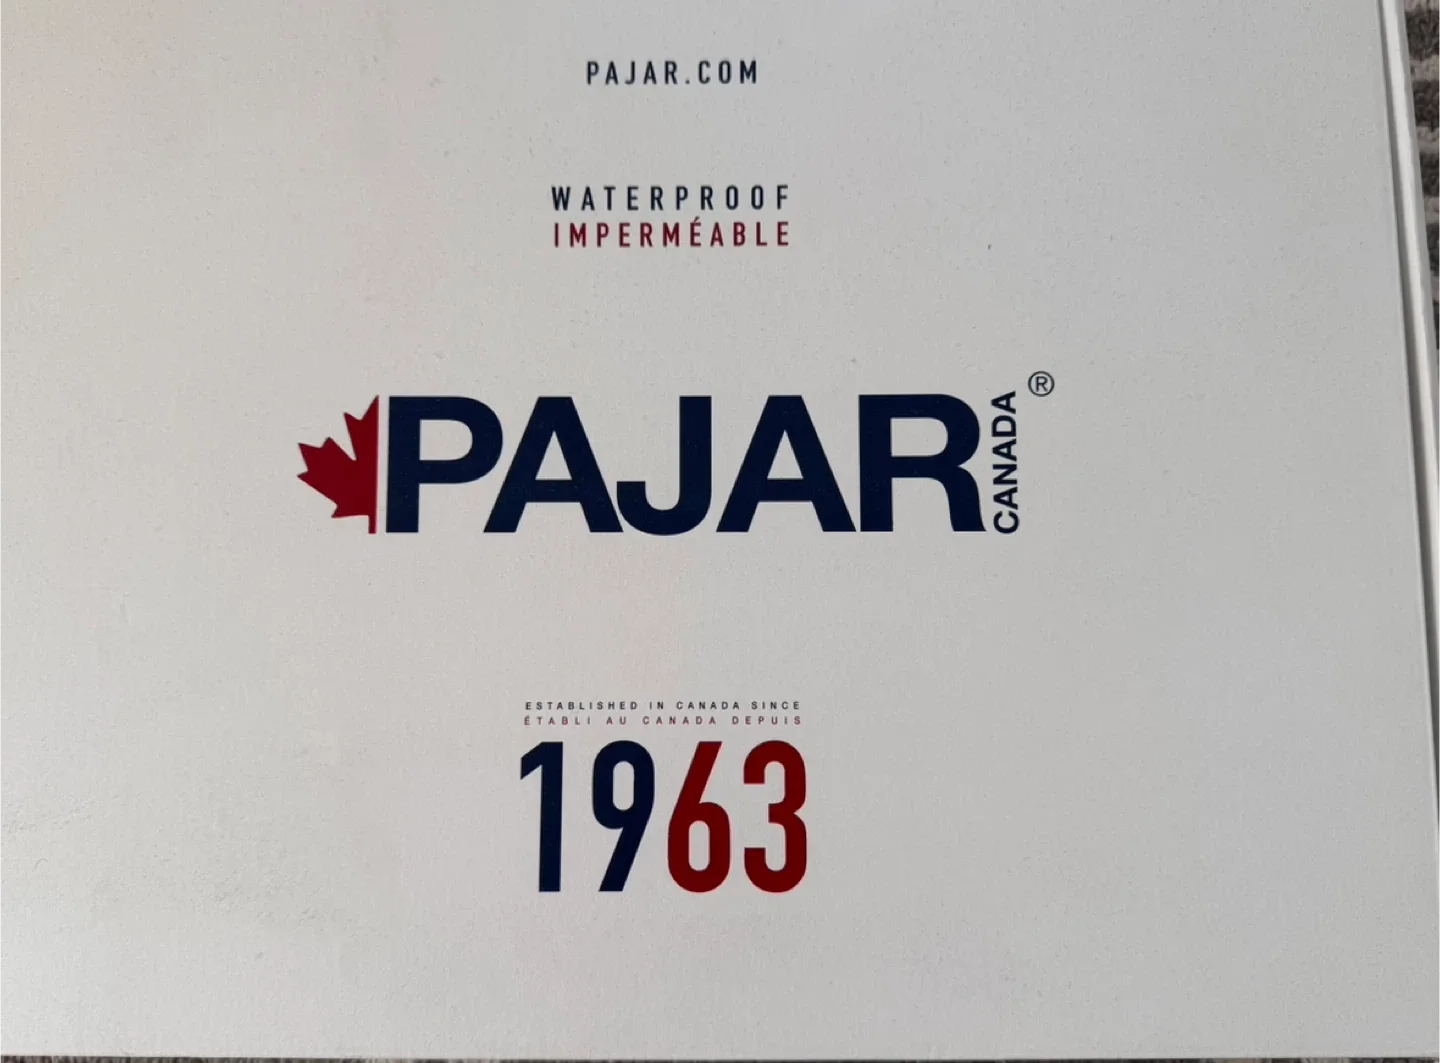 PAJAR.COM
WATERPROOF
IMPERMÉABLE
PAJAR CANADA®
ESTABLISHED IN CANADA SINCE
ÉTABLI AU CANADA DEPUIS
1963